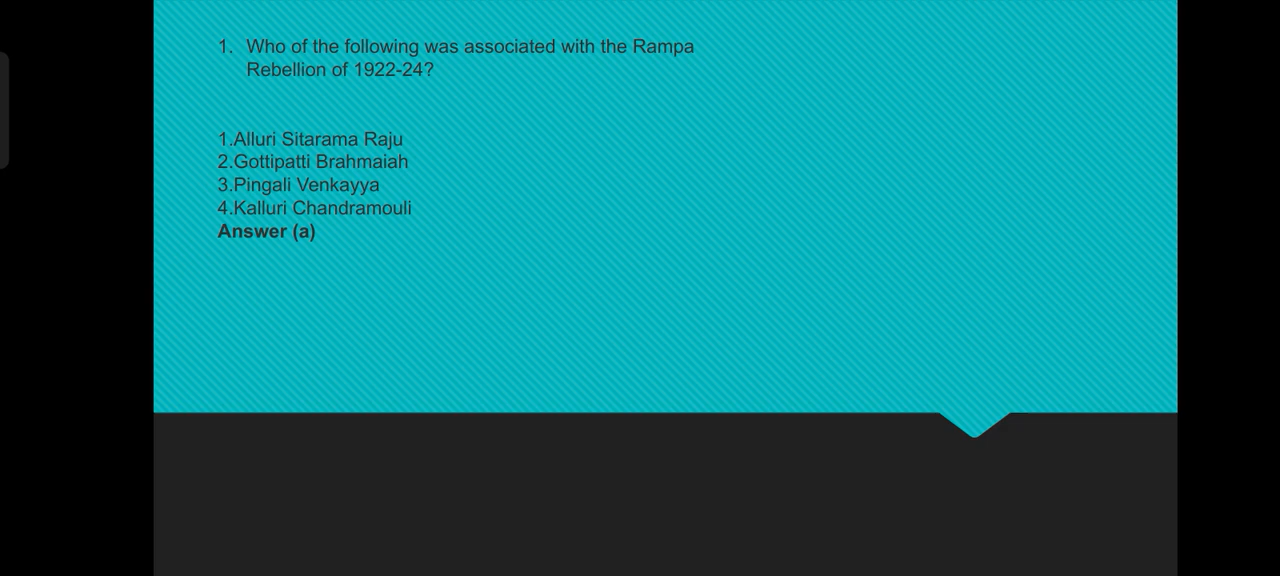 1. Who of the following was associated with the Rampa
Rebellion of 1922-24?
1.Alluri Sitarama Raju
2.Gottipatti Brahmaiah
3.Pingali Venkayya
4.Kalluri Chandramouli
Answer (a)